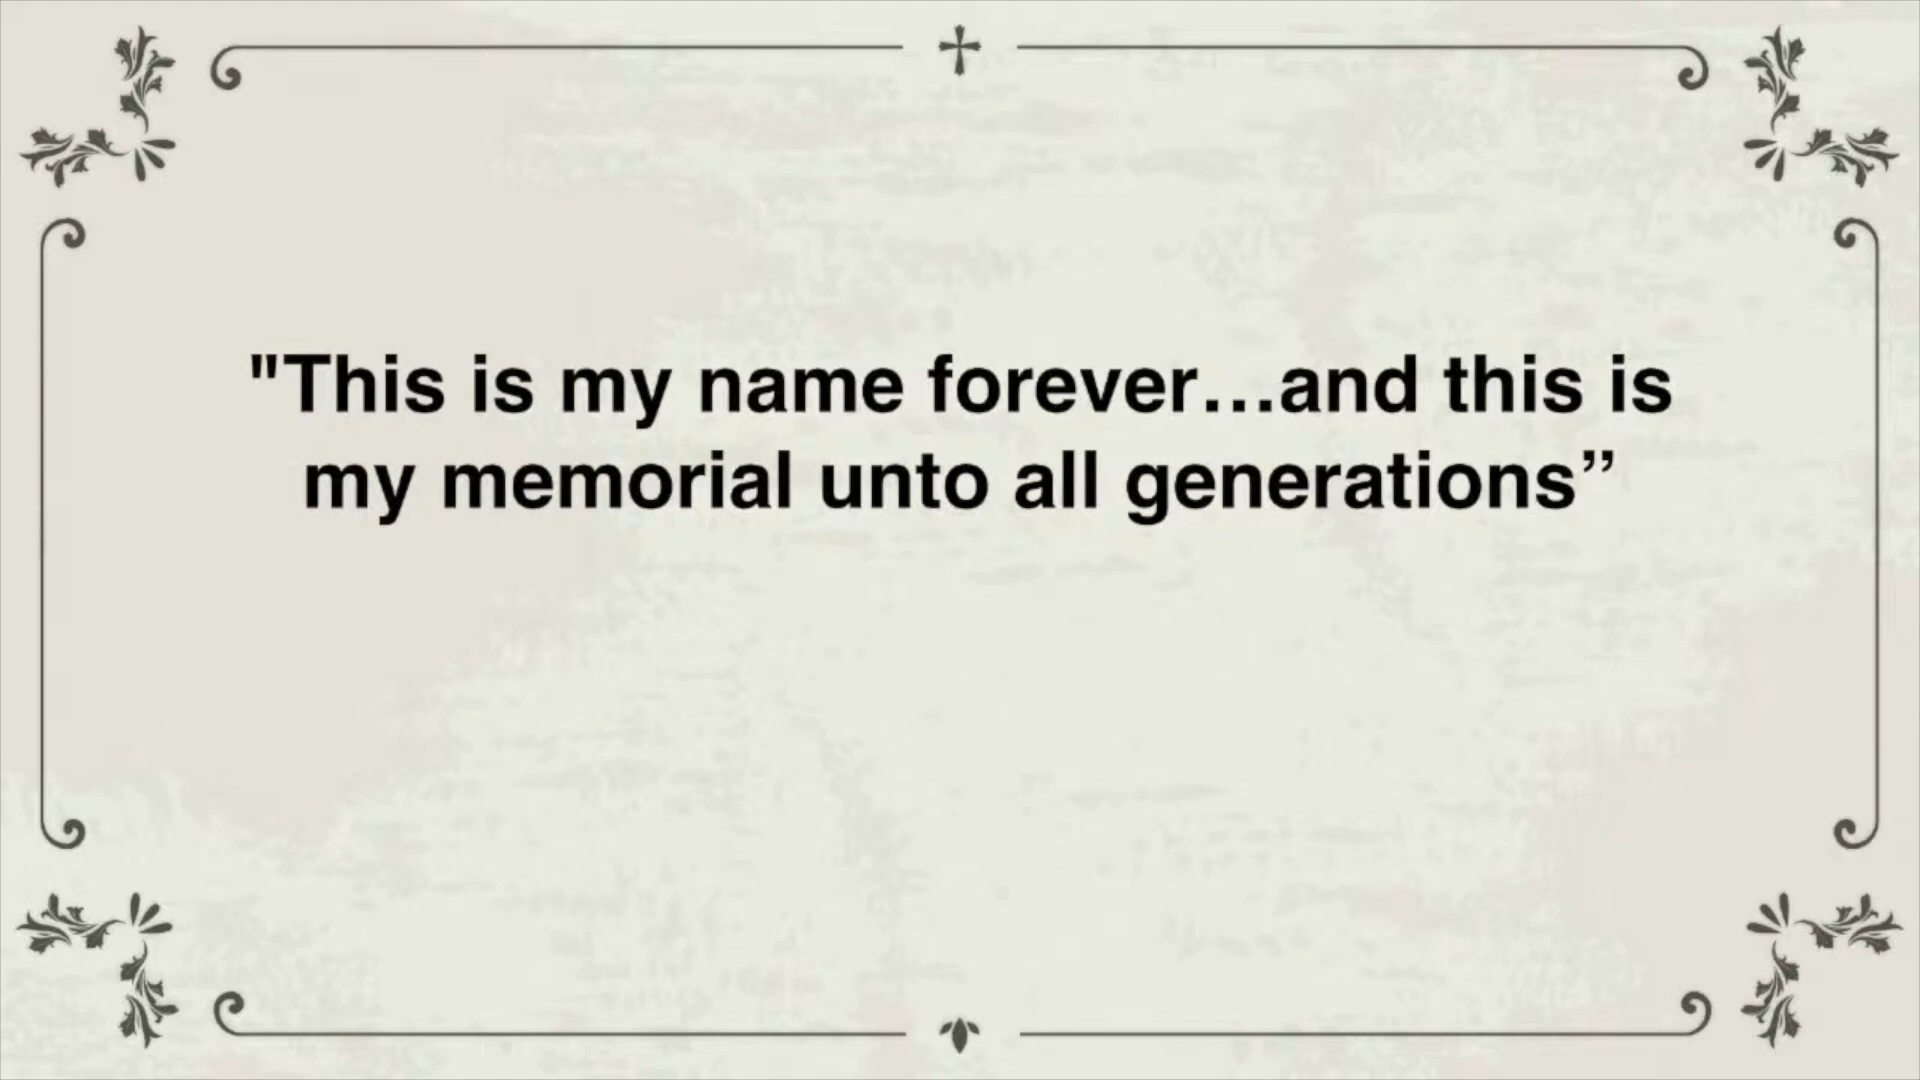 "This is my name forever…and this is
my memorial unto all generations”